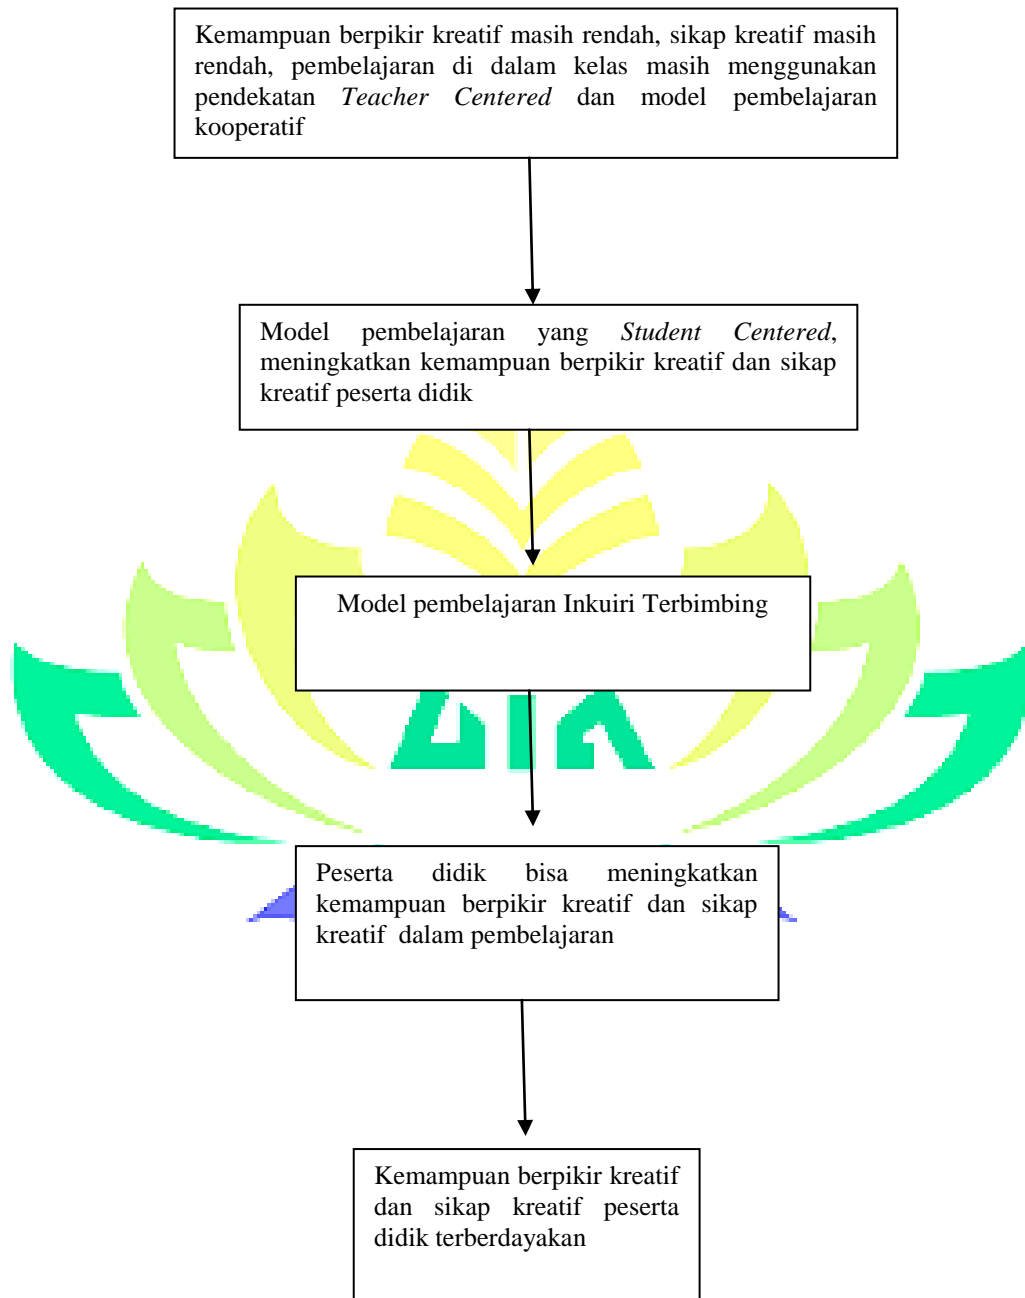 Kemampuan berpikir kreatif masih rendah, sikap kreatif masih
rendah, pembelajaran di dalam kelas masih menggunakan
pendekatan Teacher Centered dan model pembelajaran
kooperatif
Model pembelajaran yang Student Centered,
meningkatkan kemampuan berpikir kreatif dan sikap
kreatif peserta didik
Model pembelajaran Inkuiri Terbimbing
Peserta didik bisa meningkatkan
kemampuan berpikir kreatif dan sikap
kreatif dalam pembelajaran
Kemampuan berpikir kreatif
dan sikap kreatif peserta
didik terberdayakan